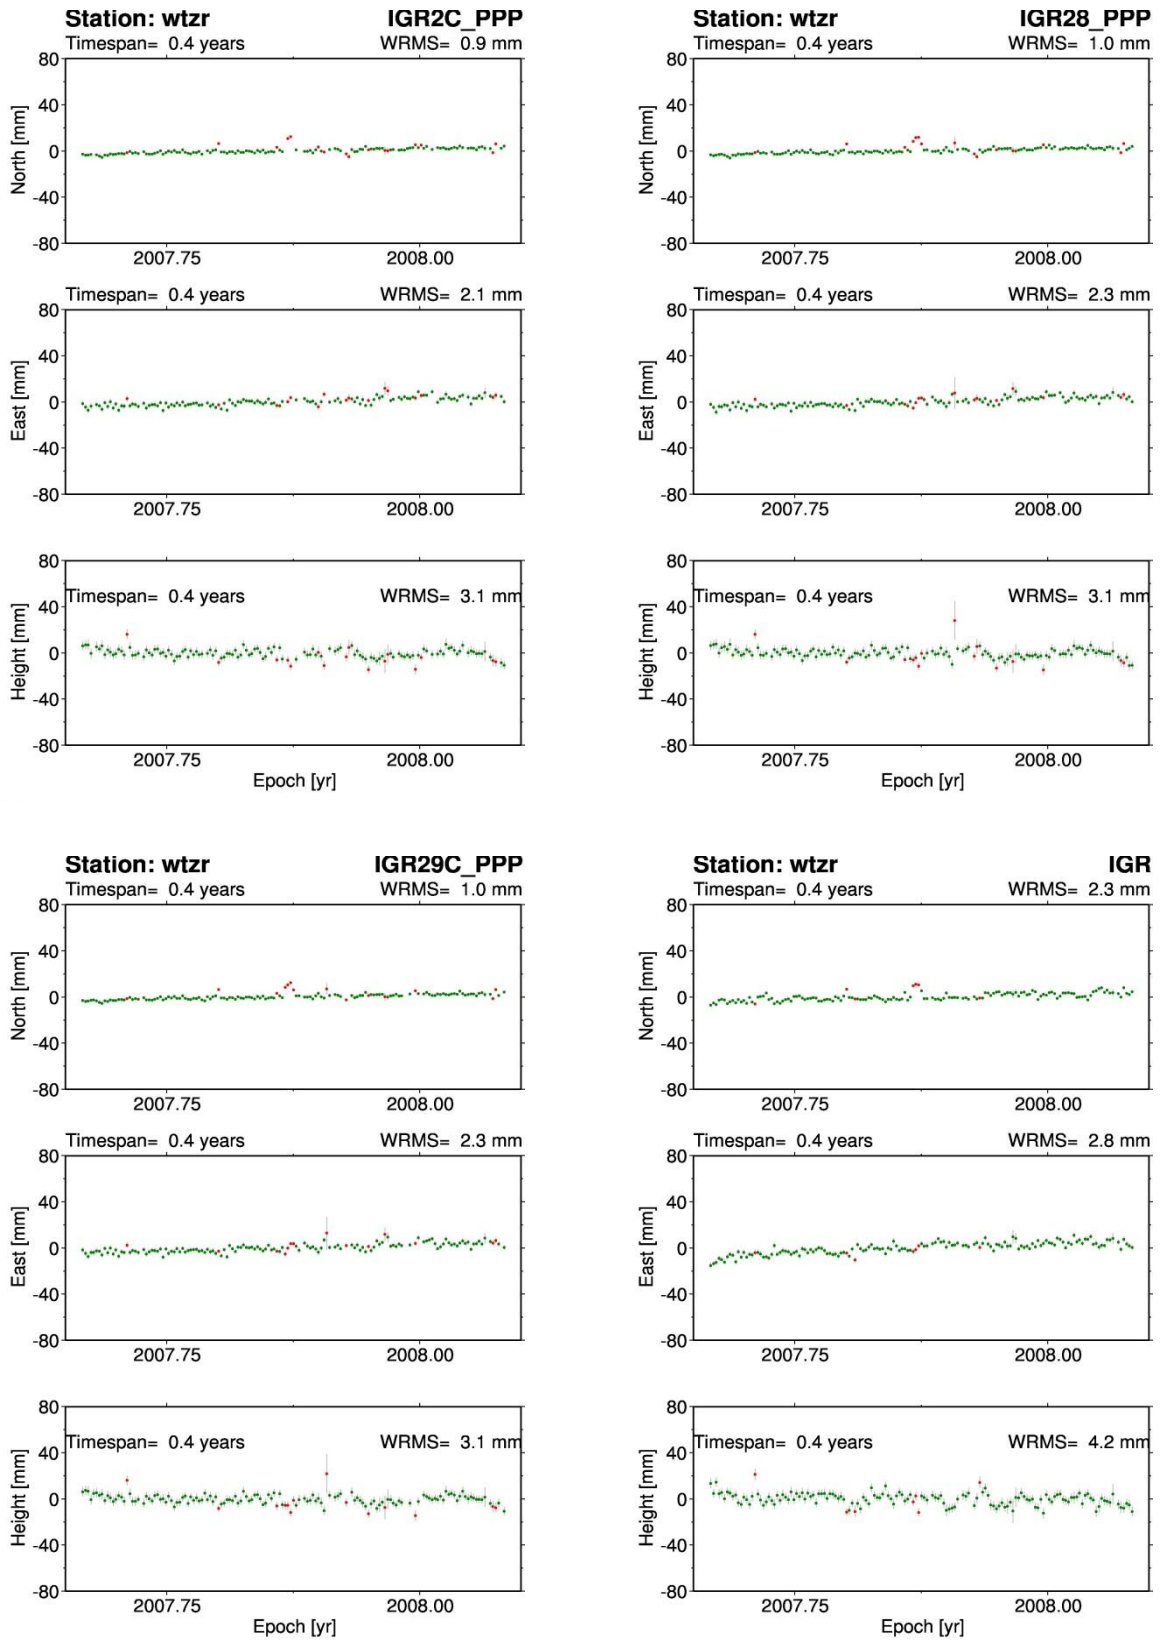 Station: wtzr IGR2C_PPP
Timespan= 0.4 years WRMS= 0.9 mm
80
40
0
-40
-80
North [mm]
2007.75 2008.00
Timespan= 0.4 years WRMS= 2.1 mm
80
40
0
-40
-80
East [mm]
2007.75 2008.00
80
40
0
-40
-80
Height [mm]
Timespan= 0.4 years WRMS= 3.1 mm
2007.75 2008.00
Epoch [yr]
Station: wtzr IGR28_PPP
Timespan= 0.4 years WRMS= 1.0 mm
80
40
0
-40
-80
North [mm]
2007.75 2008.00
Timespan= 0.4 years WRMS= 2.3 mm
80
40
0
-40
-80
East [mm]
2007.75 2008.00
80
40
0
-40
-80
Height [mm]
Timespan= 0.4 years WRMS= 3.1 mm
2007.75 2008.00
Epoch [yr]
Station: wtzr IGR29C_PPP
Timespan= 0.4 years WRMS= 1.0 mm
80
40
0
-40
-80
North [mm]
2007.75 2008.00
Timespan= 0.4 years WRMS= 2.3 mm
80
40
0
-40
-80
East [mm]
2007.75 2008.00
80
40
0
-40
-80
Height [mm]
Timespan= 0.4 years WRMS= 3.1 mm
2007.75 2008.00
Epoch [yr]
Station: wtzr IGR
Timespan= 0.4 years WRMS= 2.3 mm
80
40
0
-40
-80
North [mm]
2007.75 2008.00
Timespan= 0.4 years WRMS= 2.8 mm
80
40
0
-40
-80
East [mm]
2007.75 2008.00
80
40
0
-40
-80
Height [mm]
Timespan= 0.4 years WRMS= 4.2 mm
2007.75 2008.00
Epoch [yr]